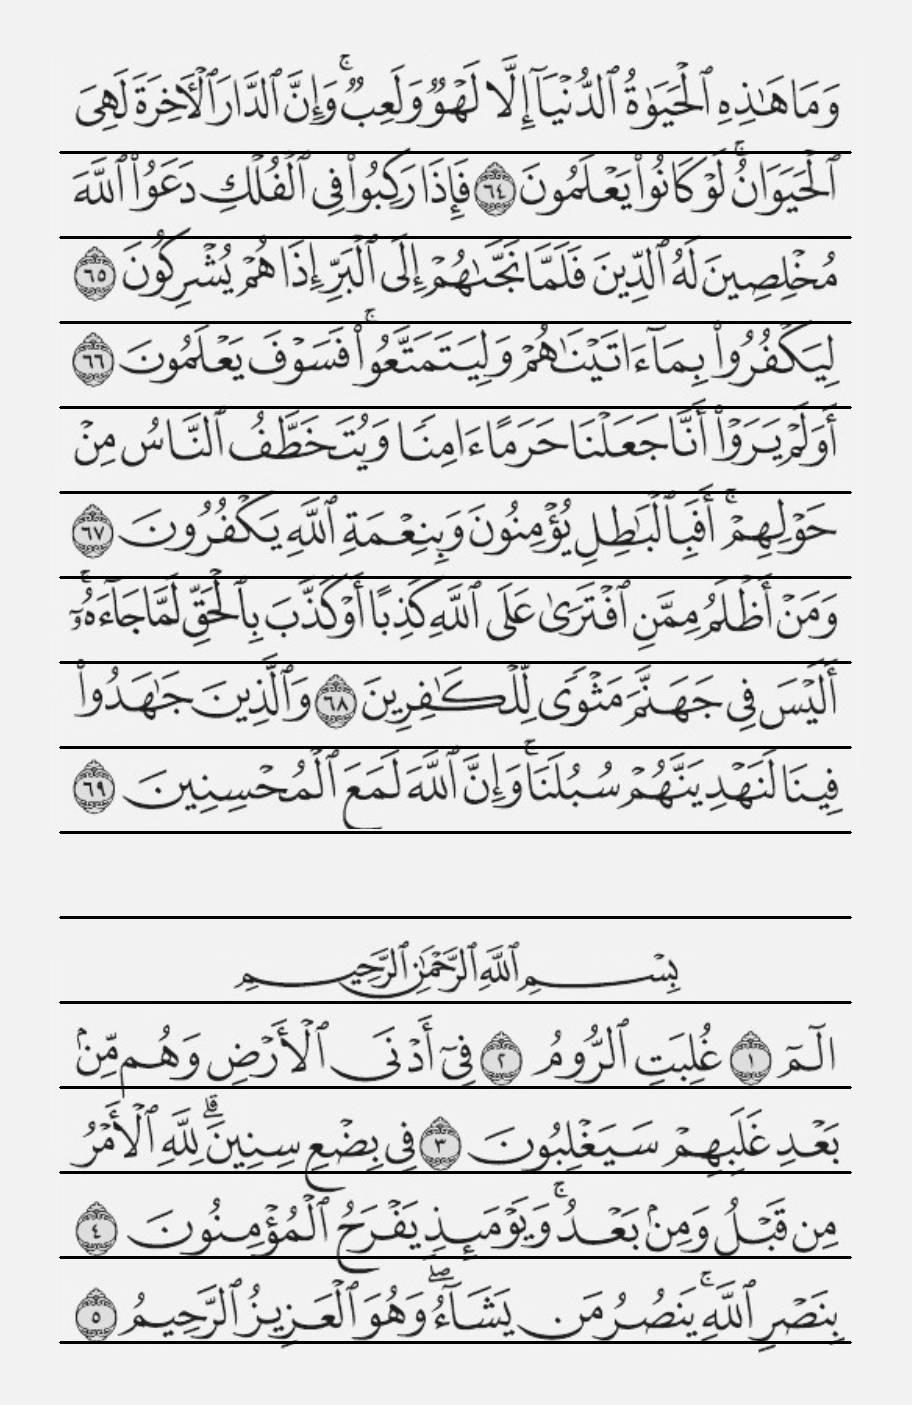 وَمَا هَـٰذِهِ ٱلْحَيَوٰةُ ٱلدُّنْيَآ إِلَّا لَهْوٌ وَلَعِبٌ ۚ وَإِنَّ ٱلدَّارَ ٱلْـَٔاخِرَةَ لَهِىَ
ٱلْحَيَوَانُ ۚ لَوْ كَانُوا۟ يَعْلَمُونَ ٦٤ فَإِذَا رَكِبُوا۟ فِى ٱلْفُلْكِ دَعَوُا۟ ٱللَّهَ
مُخْلِصِينَ لَهُ ٱلدِّينَ فَلَمَّا نَجَّىٰهُمْ إِلَى ٱلْبَرِّ إِذَا هُمْ يُشْرِكُونَ ٦٥
لِيَكْفُرُوا۟ بِمَآ ءَاتَيْنَـٰهُمْ وَلِيَتَمَتَّعُوا۟ ۚ فَسَوْفَ يَعْلَمُونَ ٦٦
أَوَلَمْ يَرَوْا۟ أَنَّا جَعَلْنَا حَرَمًا ءَامِنًا وَيُتَخَطَّفُ ٱلنَّاسُ مِنْ
حَوْلِهِمْ ۚ أَفَبِٱلْبَـٰطِلِ يُؤْمِنُونَ وَبِنِعْمَةِ ٱللَّهِ يَكْفُرُونَ ٦٧
وَمَنْ أَظْلَمُ مِمَّنِ ٱفْتَرَىٰ عَلَى ٱللَّهِ كَذِبًا أَوْ كَذَّبَ بِٱلْحَقِّ لَمَّا جَآءَهُۥٓ ۚ
أَلَيْسَ فِى جَهَنَّمَ مَثْوًى لِّلْكَـٰفِرِينَ ٦٨ وَٱلَّذِينَ جَـٰهَدُوا۟
فِينَا لَنَهْدِيَنَّهُمْ سُبُلَنَا ۚ وَإِنَّ ٱللَّهَ لَمَعَ ٱلْمُحْسِنِينَ ٦٩
بِسْمِ ٱللَّهِ ٱلرَّحْمَـٰنِ ٱلرَّحِيمِ
الٓمٓ ١ غُلِبَتِ ٱلرُّومُ ٢ فِىٓ أَدْنَى ٱلْأَرْضِ وَهُم مِّنۢ
بَعْدِ غَلَبِهِمْ سَيَغْلِبُونَ ٣ فِى بِضْعِ سِنِينَ ۗ لِلَّهِ ٱلْأَمْرُ
مِن قَبْلُ وَمِنۢ بَعْدُ ۚ وَيَوْمَئِذٍ يَفْرَحُ ٱلْمُؤْمِنُونَ ٤
بِنَصْرِ ٱللَّهِ ۚ يَنصُرُ مَن يَشَآءُ ۖ وَهُوَ ٱلْعَزِيزُ ٱلرَّحِيمُ ٥